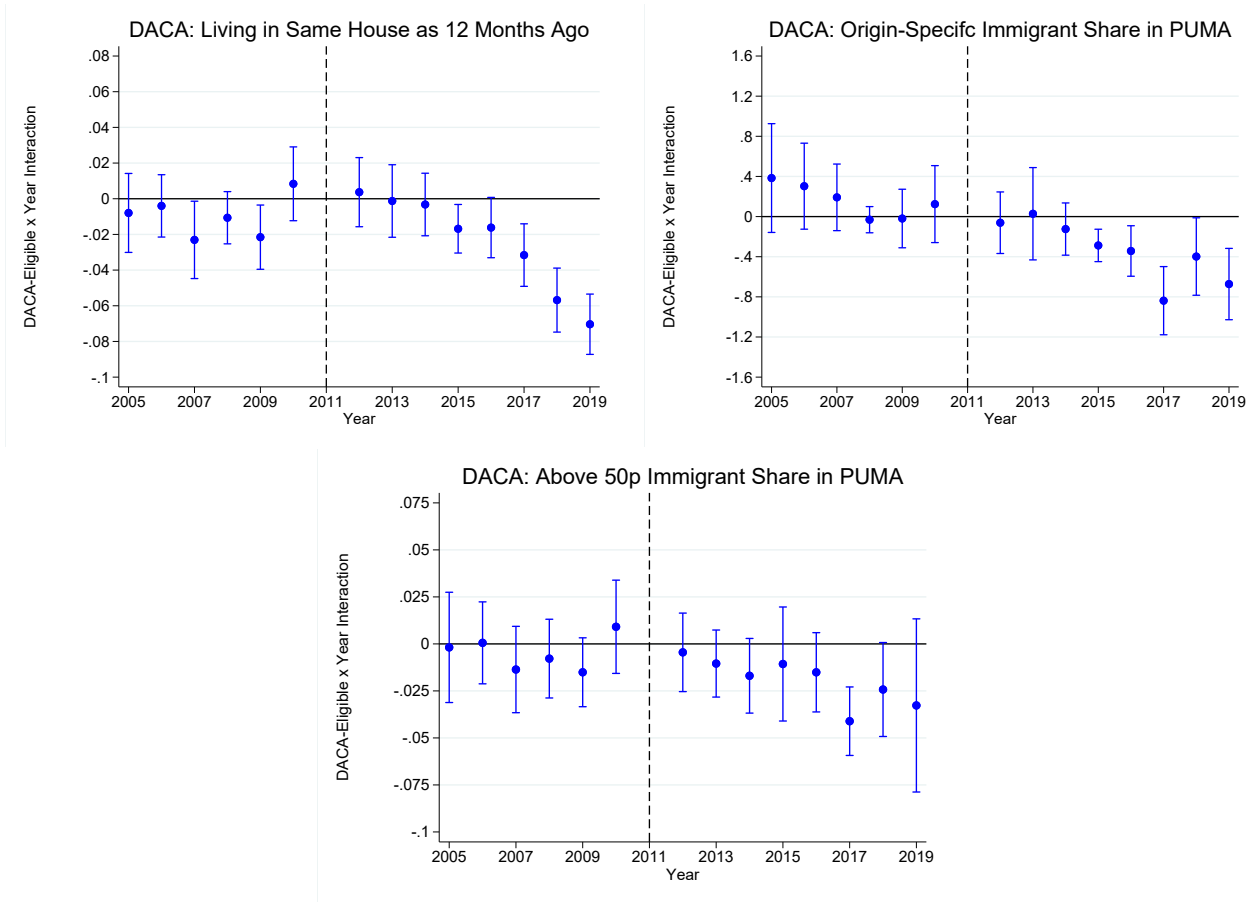 DACA: Living in Same House as 12 Months Ago
DACA-Eligible x Year Interaction
.08
.06
.04
.02
0
-.02
-.04
-.06
-.08
-.1
2005 2007 2009 2011 2013 2015 2017 2019
Year
DACA: Origin-Specifc Immigrant Share in PUMA
DACA-Eligible x Year Interaction
1.6
1.2
.8
.4
0
-.4
-.8
-1.2
-1.6
2005 2007 2009 2011 2013 2015 2017 2019
Year
DACA: Above 50p Immigrant Share in PUMA
DACA-Eligible x Year Interaction
.075
.05
.025
0
-.025
-.05
-.075
-.1
2005 2007 2009 2011 2013 2015 2017 2019
Year